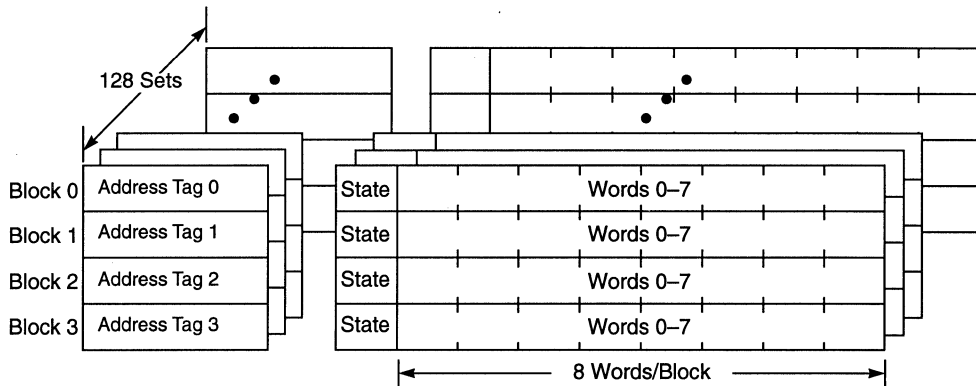 128 Sets
Block 0 Address Tag 0 State Words 0–7
Block 1 Address Tag 1 State Words 0–7
Block 2 Address Tag 2 State Words 0–7
Block 3 Address Tag 3 State Words 0–7
8 Words/Block